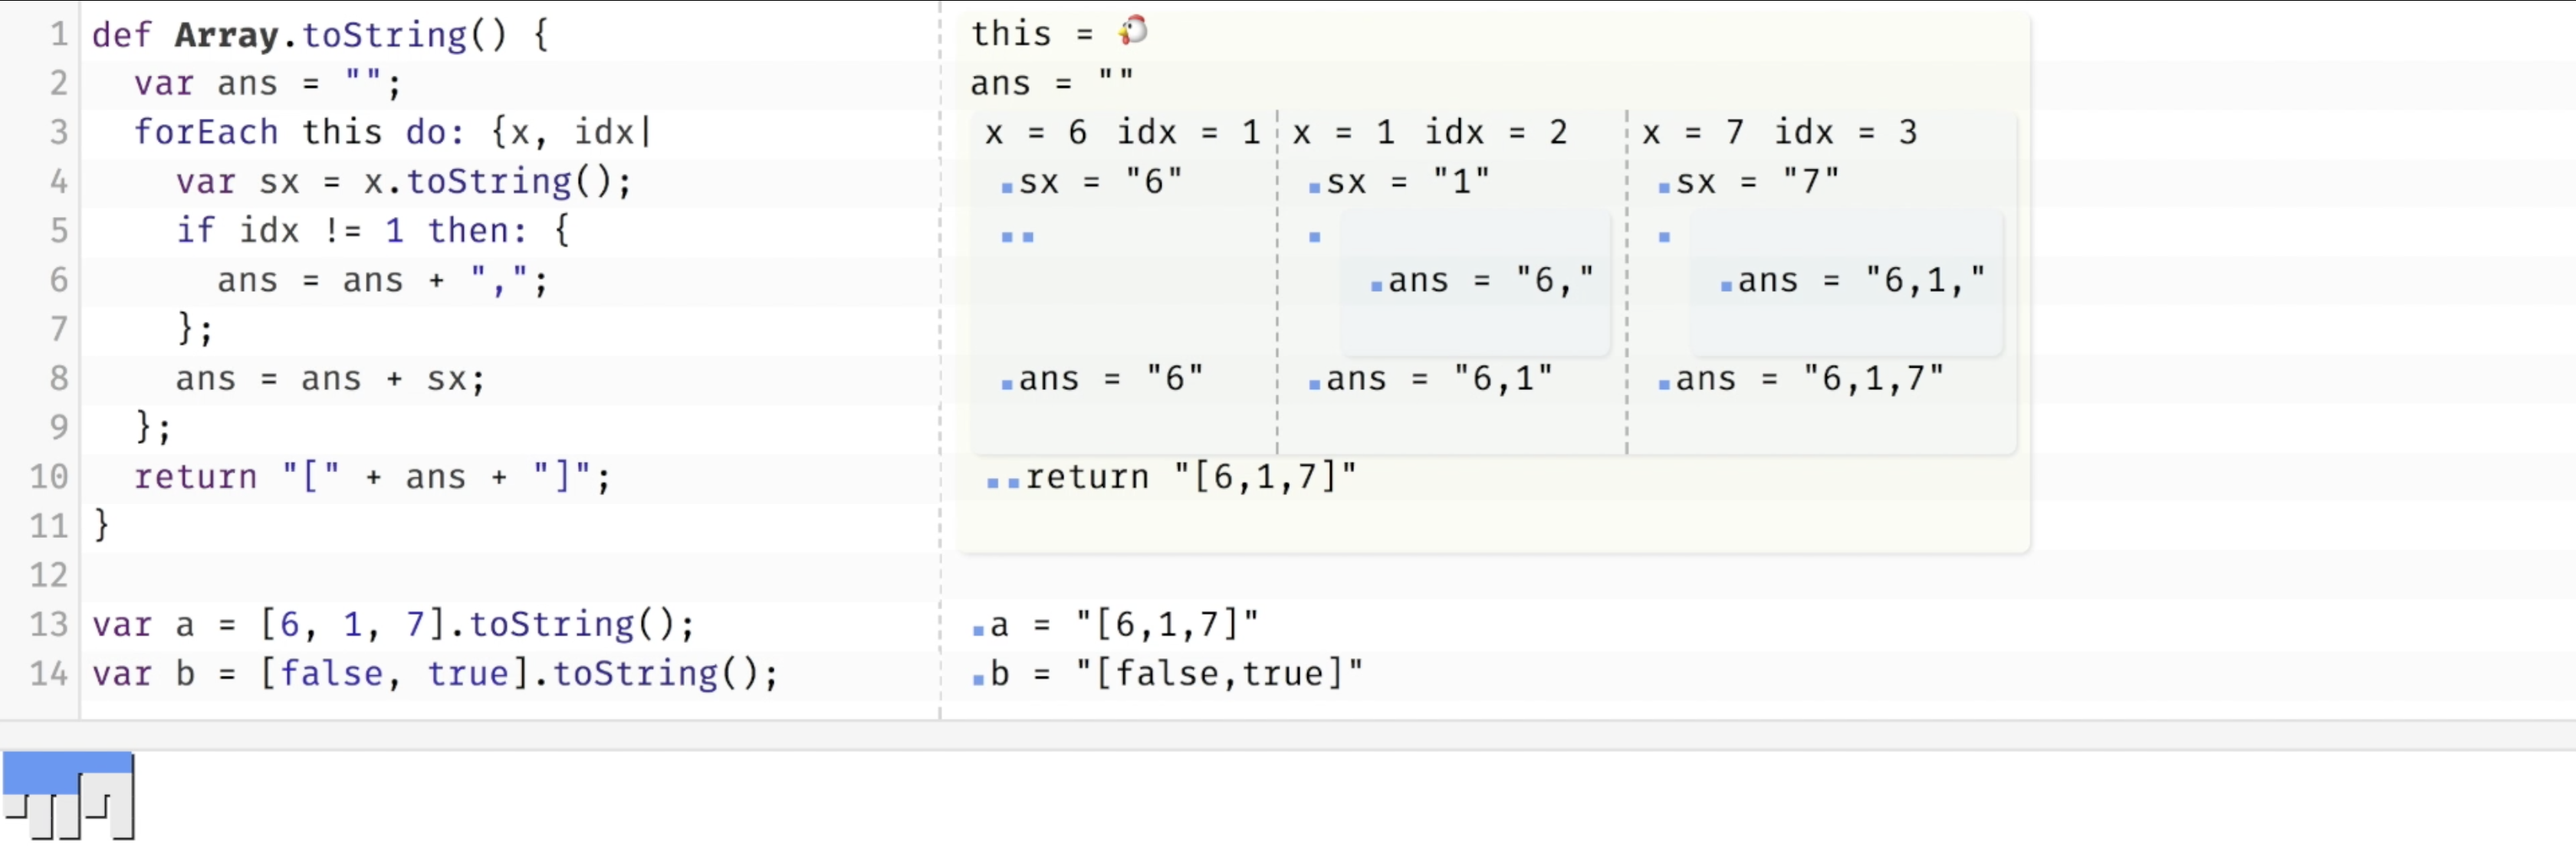 1 def Array.toString() {
2 var ans = "";
3 forEach this do: {x, idx|
4 var sx = x.toString();
5 if idx != 1 then: {
6 ans = ans + ",";
7 };
8 ans = ans + sx;
9 };
10 return "[" + ans + "]";
11 }
12
13 var a = [6, 1, 7].toString();
14 var b = [false, true].toString();
this = 🐔
ans = ""
x = 6 idx = 1 x = 1 idx = 2 x = 7 idx = 3
sx = "6" sx = "1" sx = "7"
ans = "6," ans = "6,1,"
ans = "6" ans = "6,1" ans = "6,1,7"
return "[6,1,7]"
a = "[6,1,7]"
b = "[false,true]"